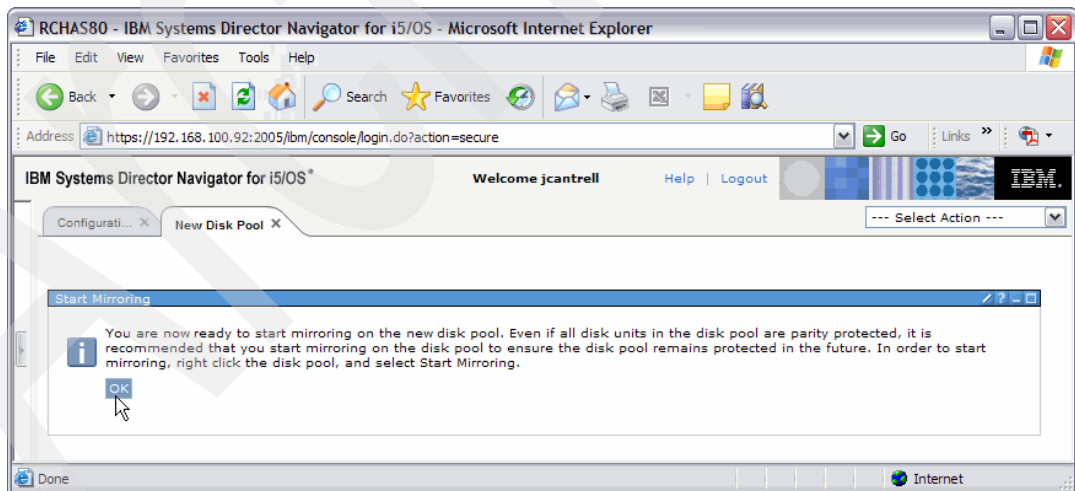 RCHAS80 - IBM Systems Director Navigator for i5/OS - Microsoft Internet Explorer
File Edit View Favorites Tools Help
Back Search Favorites
Address https://192.168.100.92:2005/ibm/console/login.do?action=secure Go Links »
IBM Systems Director Navigator for i5/OS® Welcome jcantrell Help | Logout IBM.
Configurati... New Disk Pool --- Select Action ---
Start Mirroring
You are now ready to start mirroring on the new disk pool. Even if all disk units in the disk pool are parity protected, it is
recommended that you start mirroring on the disk pool to ensure the disk pool remains protected in the future. In order to start
mirroring, right click the disk pool, and select Start Mirroring.
OK
Done Internet